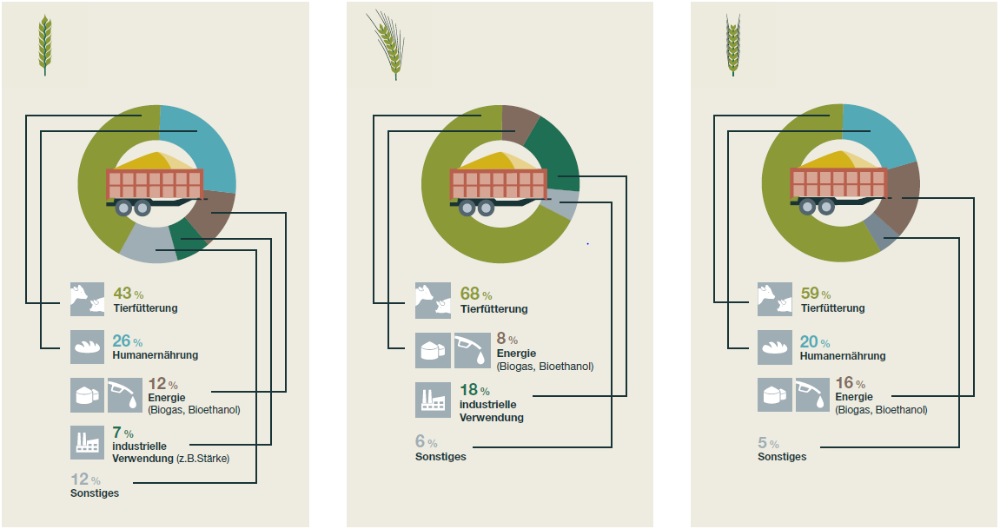 43 %
Tierfütterung
26 %
Humanernährung
12 %
Energie
(Biogas, Bioethanol)
7 %
industrielle
Verwendung (z.B.Stärke)
12 %
Sonstiges
68 %
Tierfütterung
8 %
Energie
(Biogas, Bioethanol)
18 %
industrielle
Verwendung
6 %
Sonstiges
59 %
Tierfütterung
20 %
Humanernährung
16 %
Energie
(Biogas, Bioethanol)
5 %
Sonstiges